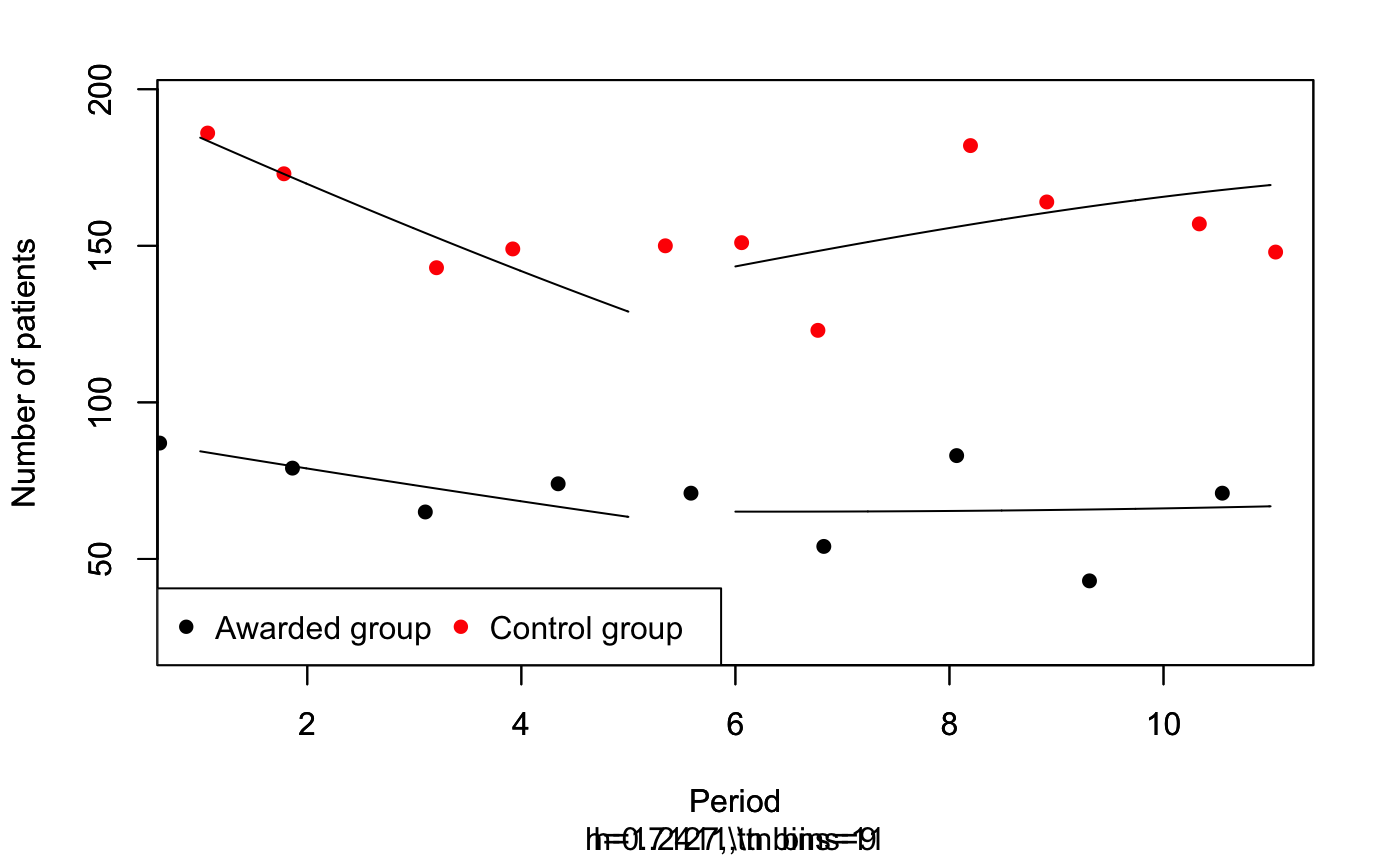 200
150
100
50
Number of patients
Awarded group
Control group
2 4 6 8 10
Period